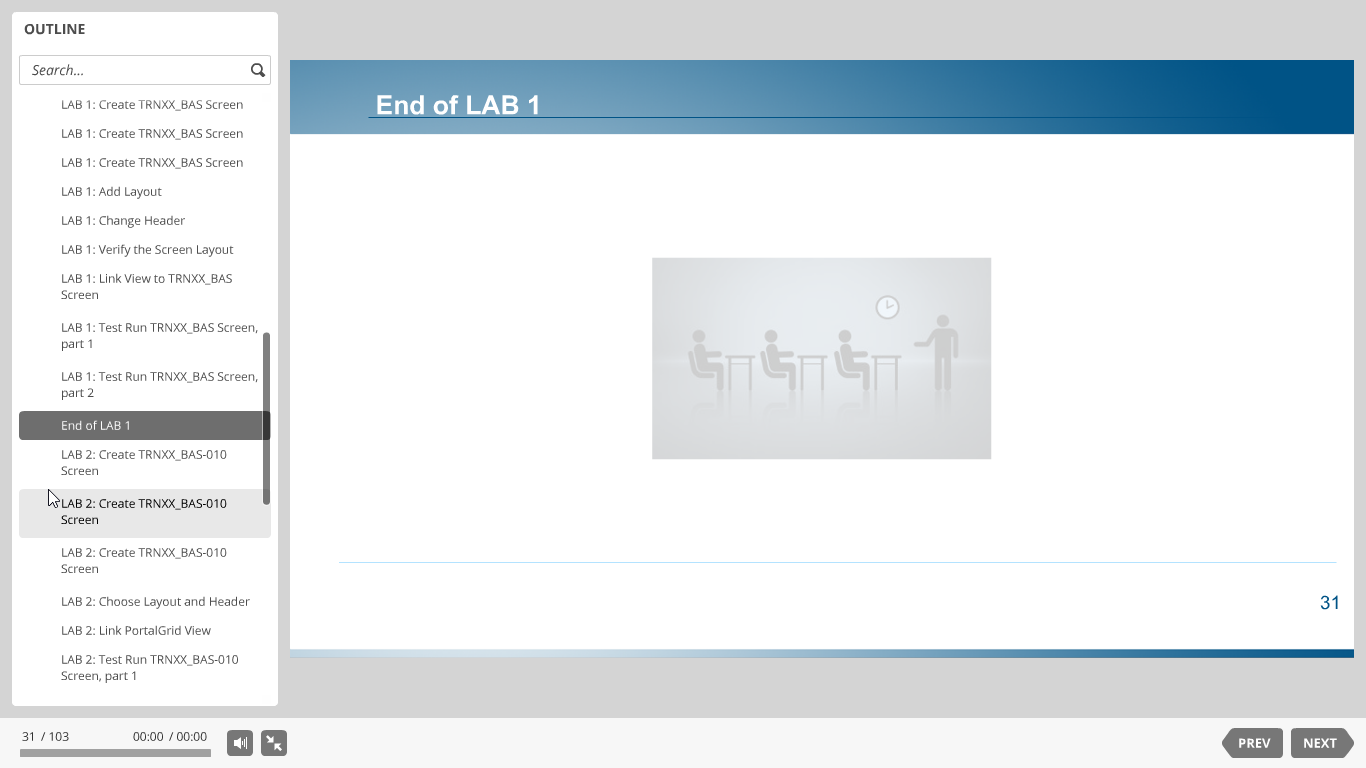 OUTLINE
Search...
LAB 1: Create TRNXX_BAS Screen
LAB 1: Create TRNXX_BAS Screen
LAB 1: Create TRNXX_BAS Screen
LAB 1: Add Layout
LAB 1: Change Header
LAB 1: Verify the Screen Layout
LAB 1: Link View to TRNXX_BAS
Screen
LAB 1: Test Run TRNXX_BAS Screen,
part 1
LAB 1: Test Run TRNXX_BAS Screen,
part 2
End of LAB 1
LAB 2: Create TRNXX_BAS-010
Screen
LAB 2: Create TRNXX_BAS-010
Screen
LAB 2: Create TRNXX_BAS-010
Screen
LAB 2: Choose Layout and Header
LAB 2: Link PortalGrid View
LAB 2: Test Run TRNXX_BAS-010
Screen, part 1
End of LAB 1
31
31 / 103
00:00 / 00:00
PREV
NEXT